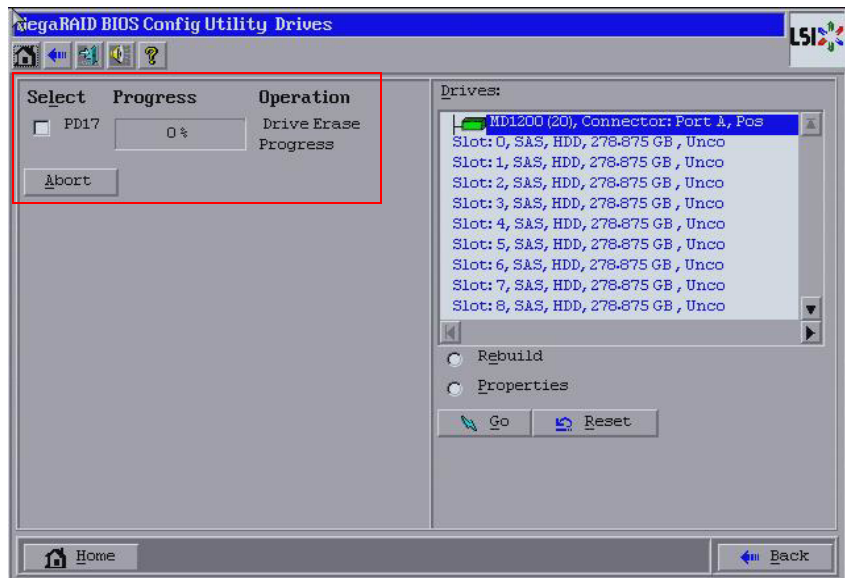 MegaRAID BIOS Config Utility Drives
LSI
Select Progress Operation
PD17 0% Drive Erase Progress
Abort
Drives:
MD1200 (20), Connector: Port A, Pos
Slot: 0, SAS, HDD, 278.875 GB, Unco
Slot: 1, SAS, HDD, 278.875 GB, Unco
Slot: 2, SAS, HDD, 278.875 GB, Unco
Slot: 3, SAS, HDD, 278.875 GB, Unco
Slot: 4, SAS, HDD, 278.875 GB, Unco
Slot: 5, SAS, HDD, 278.875 GB, Unco
Slot: 6, SAS, HDD, 278.875 GB, Unco
Slot: 7, SAS, HDD, 278.875 GB, Unco
Slot: 8, SAS, HDD, 278.875 GB, Unco
Rebuild
Properties
Go Reset
Home Back